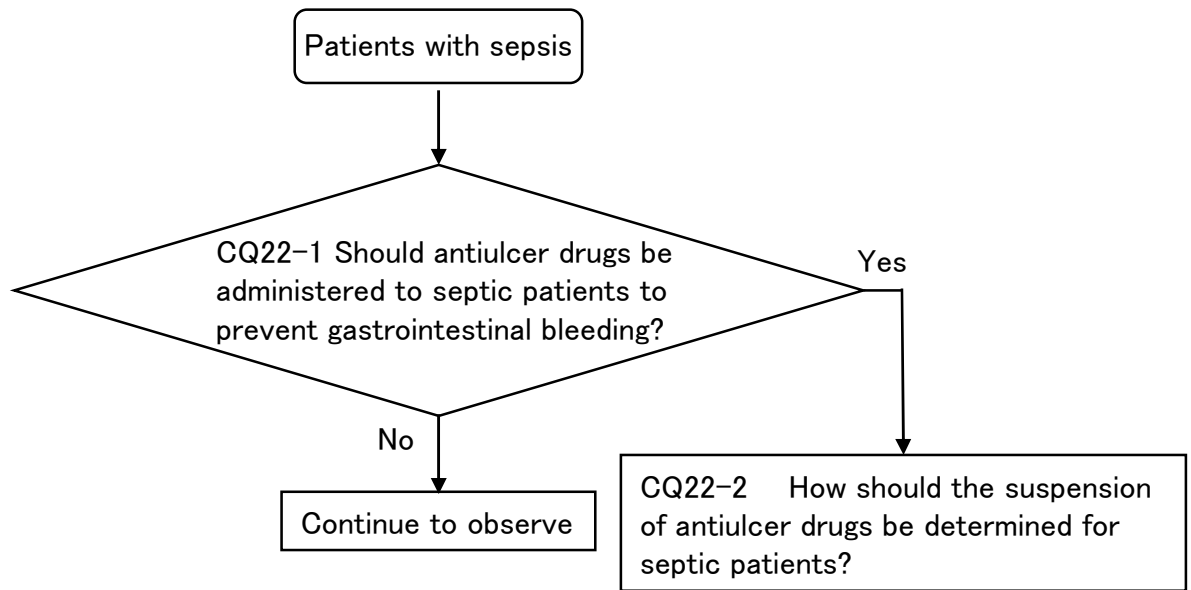 Patients with sepsis
CQ22-1 Should antiulcer drugs be
administered to septic patients to
prevent gastrointestinal bleeding?
Yes
No
Continue to observe
CQ22-2 How should the suspension
of antiulcer drugs be determined for
septic patients?